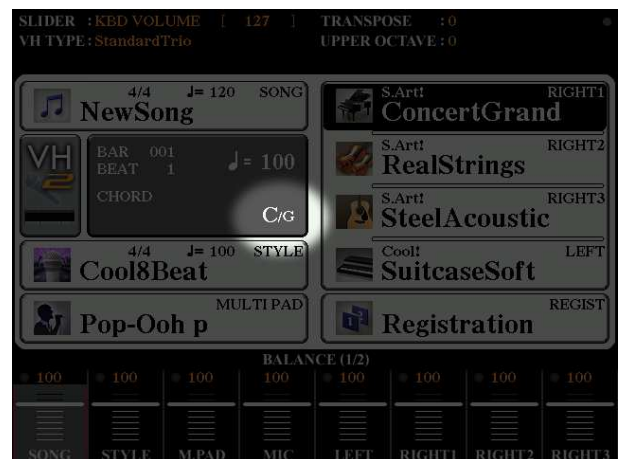 SLIDER :KBD VOLUME [ 127 ] TRANSPOSE :0
VH TYPE:StandardTrio UPPER OCTAVE:0
4/4 ♩= 120 SONG
NewSong
S.Art! RIGHT1
ConcertGrand
VH
2
BAR 001
BEAT 1
♩= 100
CHORD
C/G
S.Art! RIGHT2
RealStrings
S.Art! RIGHT3
SteelAcoustic
4/4 ♩= 100 STYLE
Cool8Beat
Cool! LEFT
SuitcaseSoft
MULTI PAD
Pop-Ooh p
REGIST
Registration
BALANCE (1/2)
100 100 100 100 100 100 100 100
SONG STYLE M.PAD MIC LEFT RIGHT1 RIGHT2 RIGHT3